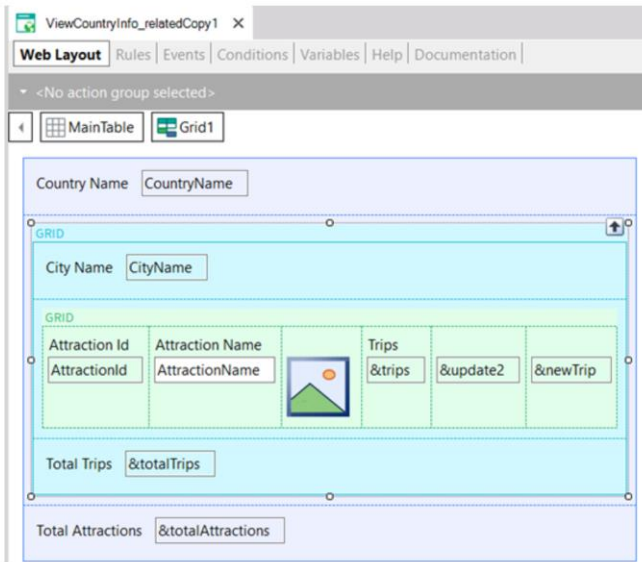 ViewCountryInfo_relatedCopy1 ×
Web Layout Rules Events Conditions Variables Help Documentation
<No action group selected>
MainTable Grid1
Country Name CountryName
GRID
City Name CityName
GRID
Attraction Id Attraction Name Trips
AttractionId AttractionName &trips &update2 &newTrip
Total Trips &totalTrips
Total Attractions &totalAttractions